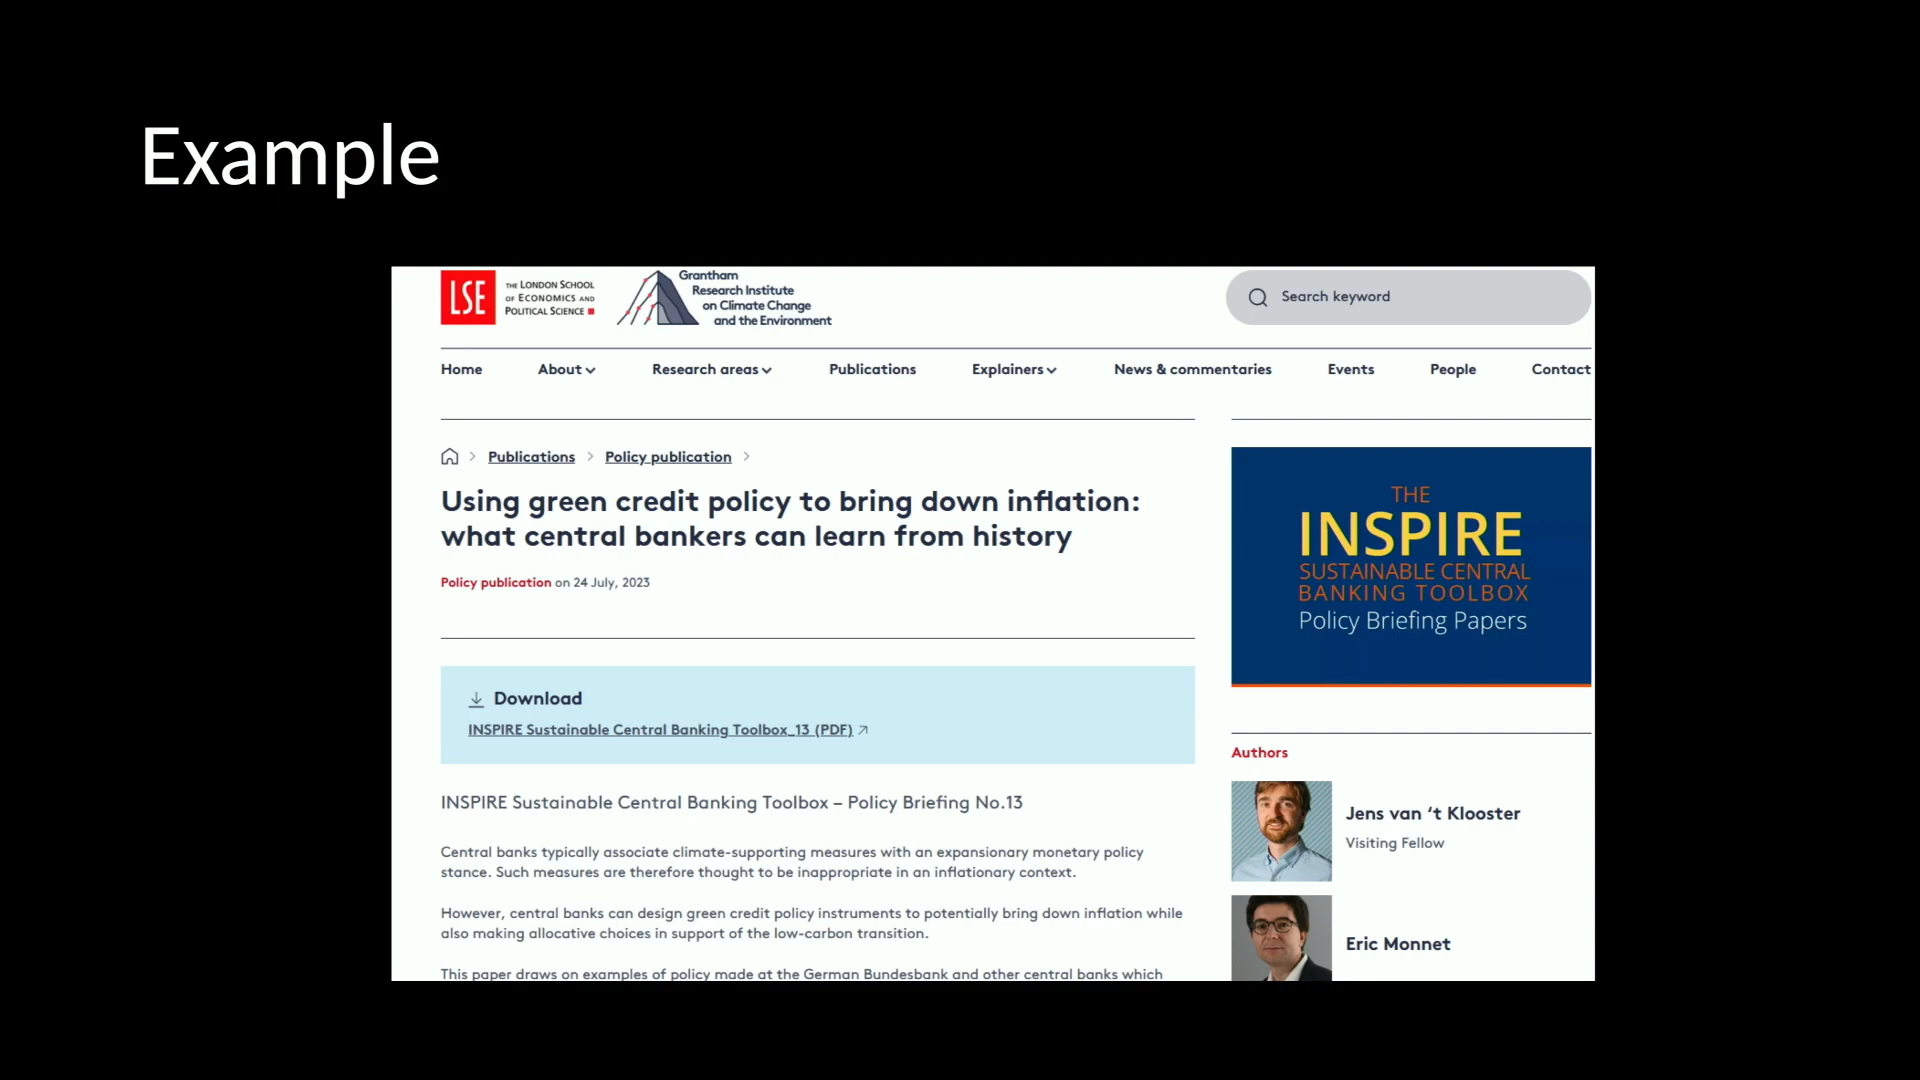 Example
LSE
THE LONDON SCHOOL
OF ECONOMICS AND
POLITICAL SCIENCE
Grantham
Research Institute
on Climate Change
and the Environment
Search keyword
Home About Research areas Publications Explainers News & commentaries Events People Contact
Publications Policy publication
Using green credit policy to bring down inflation:
what central bankers can learn from history
Policy publication on 24 July, 2023
Download
INSPIRE Sustainable Central Banking Toolbox_13 (PDF)
INSPIRE Sustainable Central Banking Toolbox – Policy Briefing No.13
Central banks typically associate climate-supporting measures with an expansionary monetary policy
stance. Such measures are therefore thought to be inappropriate in an inflationary context.
However, central banks can design green credit policy instruments to potentially bring down inflation while
also making allocative choices in support of the low-carbon transition.
This paper draws on examples of policy made at the German Bundesbank and other central banks which
THE
INSPIRE
SUSTAINABLE CENTRAL
BANKING TOOLBOX
Policy Briefing Papers
Authors
Jens van ‘t Klooster
Visiting Fellow
Eric Monnet